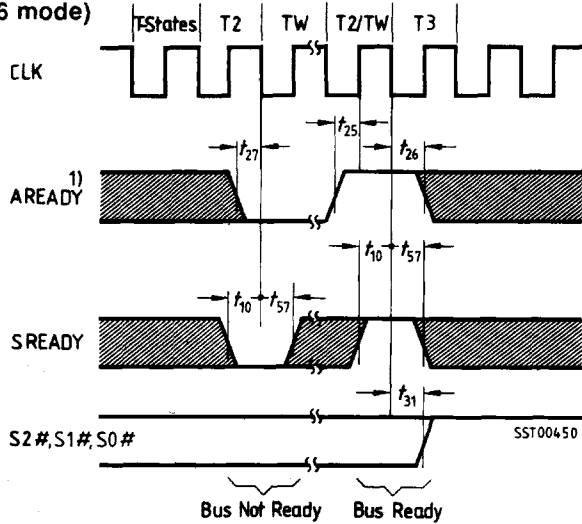 6 mode)
T-States T2 TW T2/TW T3
CLK
t25
t27 t26
1)
AREADY
t10 t57
t10 t57
SREADY
t31
S2#,S1#,S0#
SST00450
Bus Not Ready Bus Ready